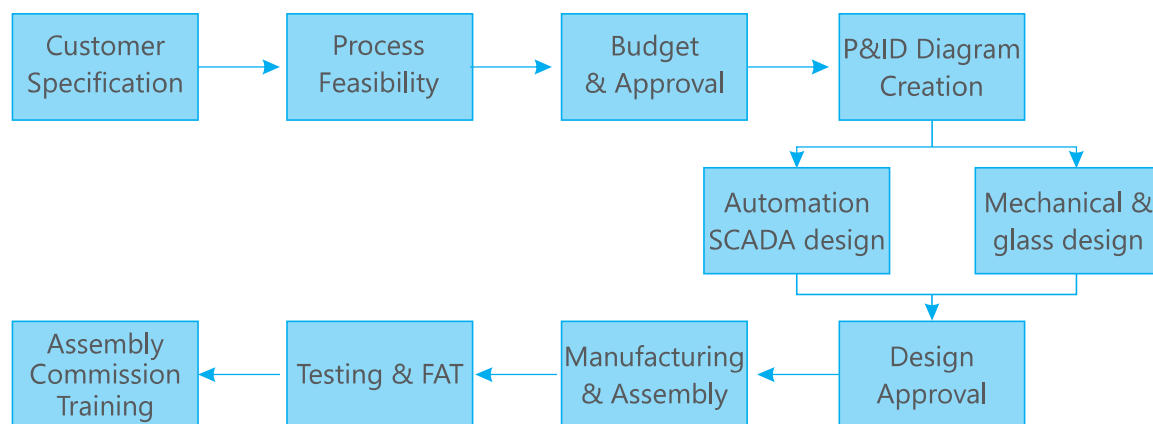 Customer
Specification
Process
Feasibility
Budget
& Approval
P&ID Diagram
Creation
Automation
SCADA design
Mechanical &
glass design
Design
Approval
Manufacturing
& Assembly
Testing & FAT
Assembly
Commission
Training